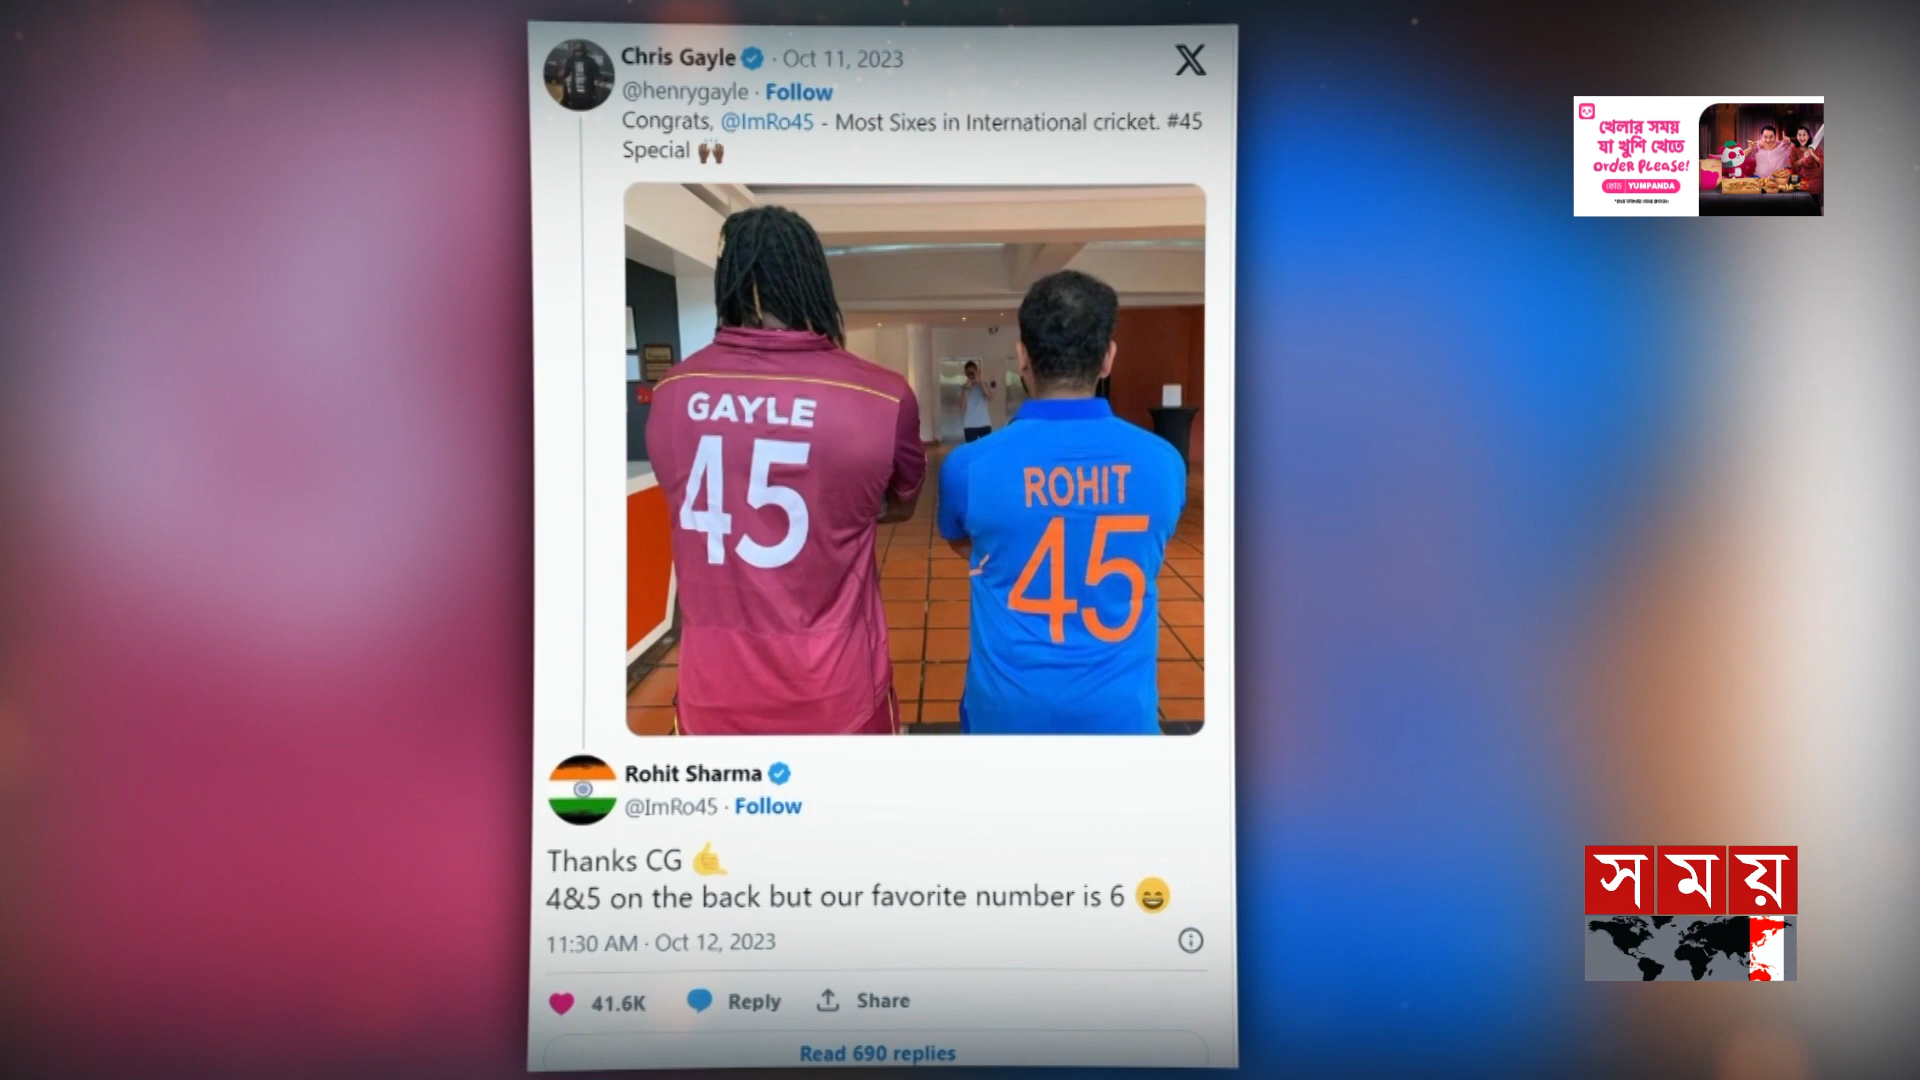 Chris Gayle · Oct 11, 2023
X
@henrygayle · Follow
Congrats, @ImRo45 - Most Sixes in International cricket. #45
Special 🙌🏾
GAYLE
45
ROHIT
45
Rohit Sharma
@ImRo45 · Follow
Thanks CG 🤙
4&5 on the back but our favorite number is 6 😄
11:30 AM · Oct 12, 2023
41.6K Reply Share
Read 690 replies
খেলার সময়
যা খুশি খেতে
order please!
YUMPANDA
সময়